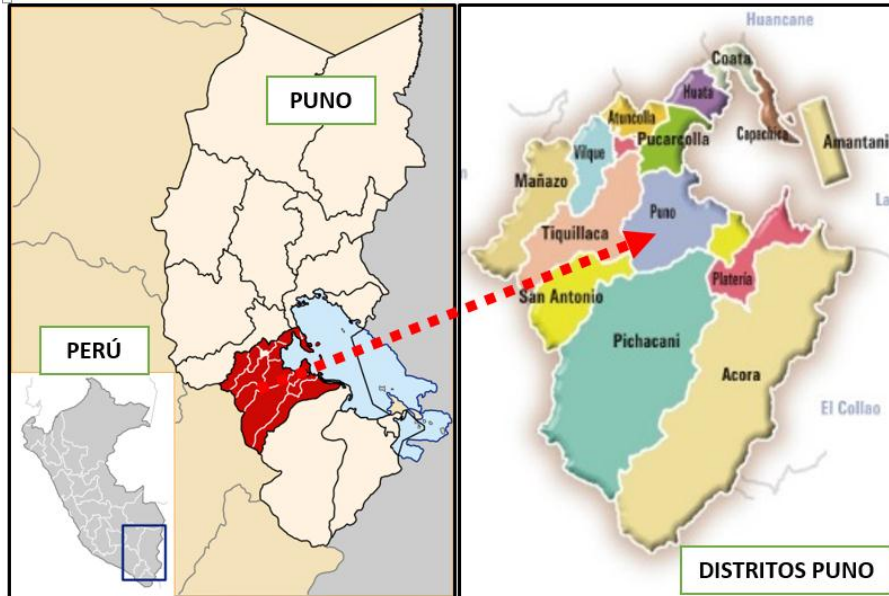 PUNO
PERÚ
Huancane
Coata
Huata
Capachica
Amantani
Atuncolla
Pucarcolla
Vilque
Mañazo
Puno
Tiquillaca
Platería
San Antonio
Pichacani
Acora
El Collao
DISTRITOS PUNO